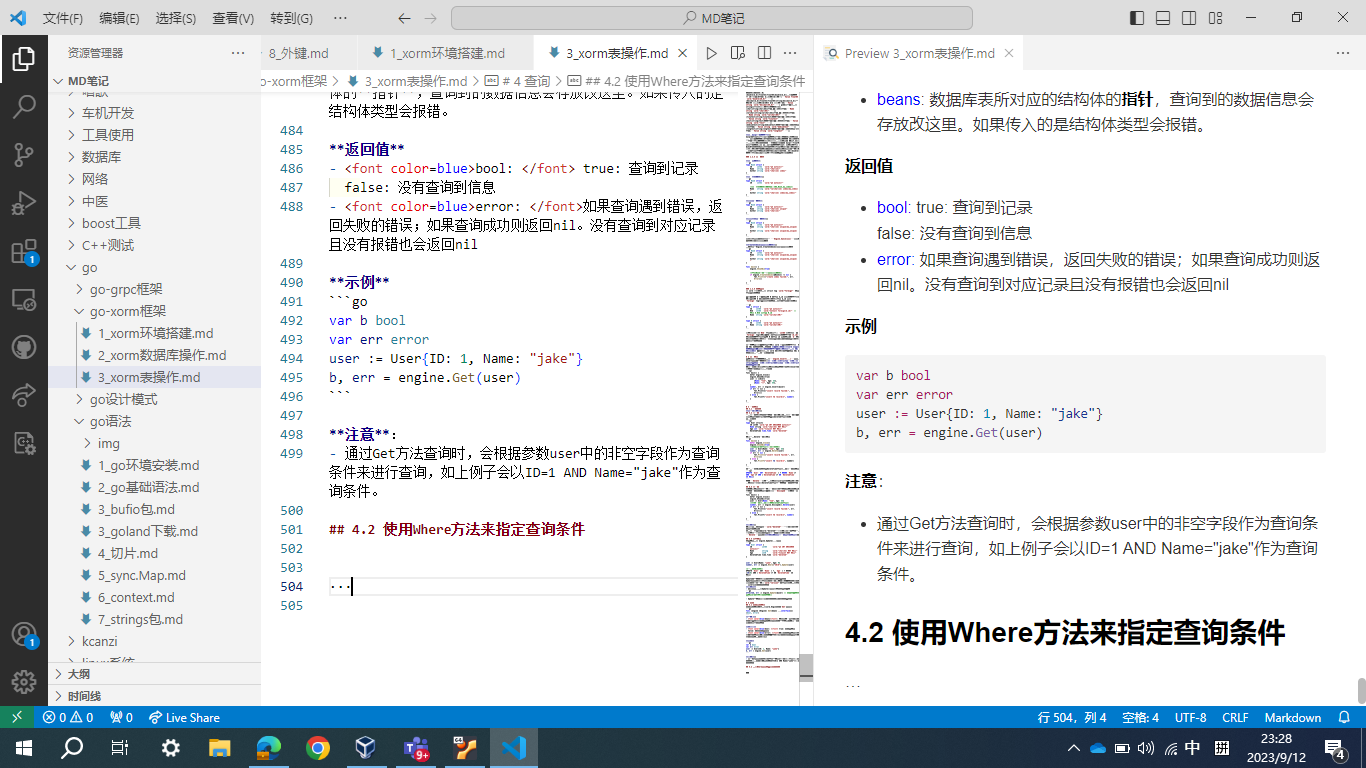 文件(F) 编辑(E) 选择(S) 查看(V) 转到(G) ··· MD笔记
资源管理器 ···
MD笔记
车机开发
工具使用
数据库
网络
中医
boost工具
C++测试
go
go-grpc框架
go-xorm框架
1_xorm环境搭建.md
2_xorm数据库操作.md
3_xorm表操作.md
go设计模式
go语法
img
1_go环境安装.md
2_go基础语法.md
3_bufio包.md
3_goland下载.md
4_切片.md
5_sync.Map.md
6_context.md
7_strings包.md
kcanzi
linux系统
大纲
时间线
8_外键.md 1_xorm环境搭建.md 3_xorm表操作.md
o-xorm框架 > 3_xorm表操作.md > # 4 查询 > ## 4.2 使用Where方法来指定查询条件
结构体类型会报错。
484
485 **返回值**
486 - <font color=blue>bool: </font> true: 查询到记录
487 false: 没有查询到信息
488 - <font color=blue>error: </font>如果查询遇到错误，返
回失败的错误；如果查询成功则返回nil。没有查询到对应记录
且没有报错也会返回nil
489
490 **示例**
491 ```go
492 var b bool
493 var err error
494 user := User{ID: 1, Name: "jake"}
495 b, err = engine.Get(user)
496 ```
497
498 **注意**：
499 - 通过Get方法查询时，会根据参数user中的非空字段作为查询
条件来进行查询，如上例子会以ID=1 AND Name="jake"作为查
询条件。
500
501 ## 4.2 使用Where方法来指定查询条件
502
503
504 ...
505
Preview 3_xorm表操作.md
beans: 数据库表所对应的结构体的指针，查询到的数据信息会
存放改这里。如果传入的是结构体类型会报错。
返回值
bool: true: 查询到记录
false: 没有查询到信息
error: 如果查询遇到错误，返回失败的错误；如果查询成功则返
回nil。没有查询到对应记录且没有报错也会返回nil
示例
var b bool
var err error
user := User{ID: 1, Name: "jake"}
b, err = engine.Get(user)
注意：
通过Get方法查询时，会根据参数user中的非空字段作为查询条
件来进行查询，如上例子会以ID=1 AND Name="jake"作为查询
条件。
4.2 使用Where方法来指定查询条件
...
0 0 0 Live Share 行 504，列 4 空格: 4 UTF-8 CRLF Markdown
中 拼 23:28
2023/9/12
1
1
64
9+
4